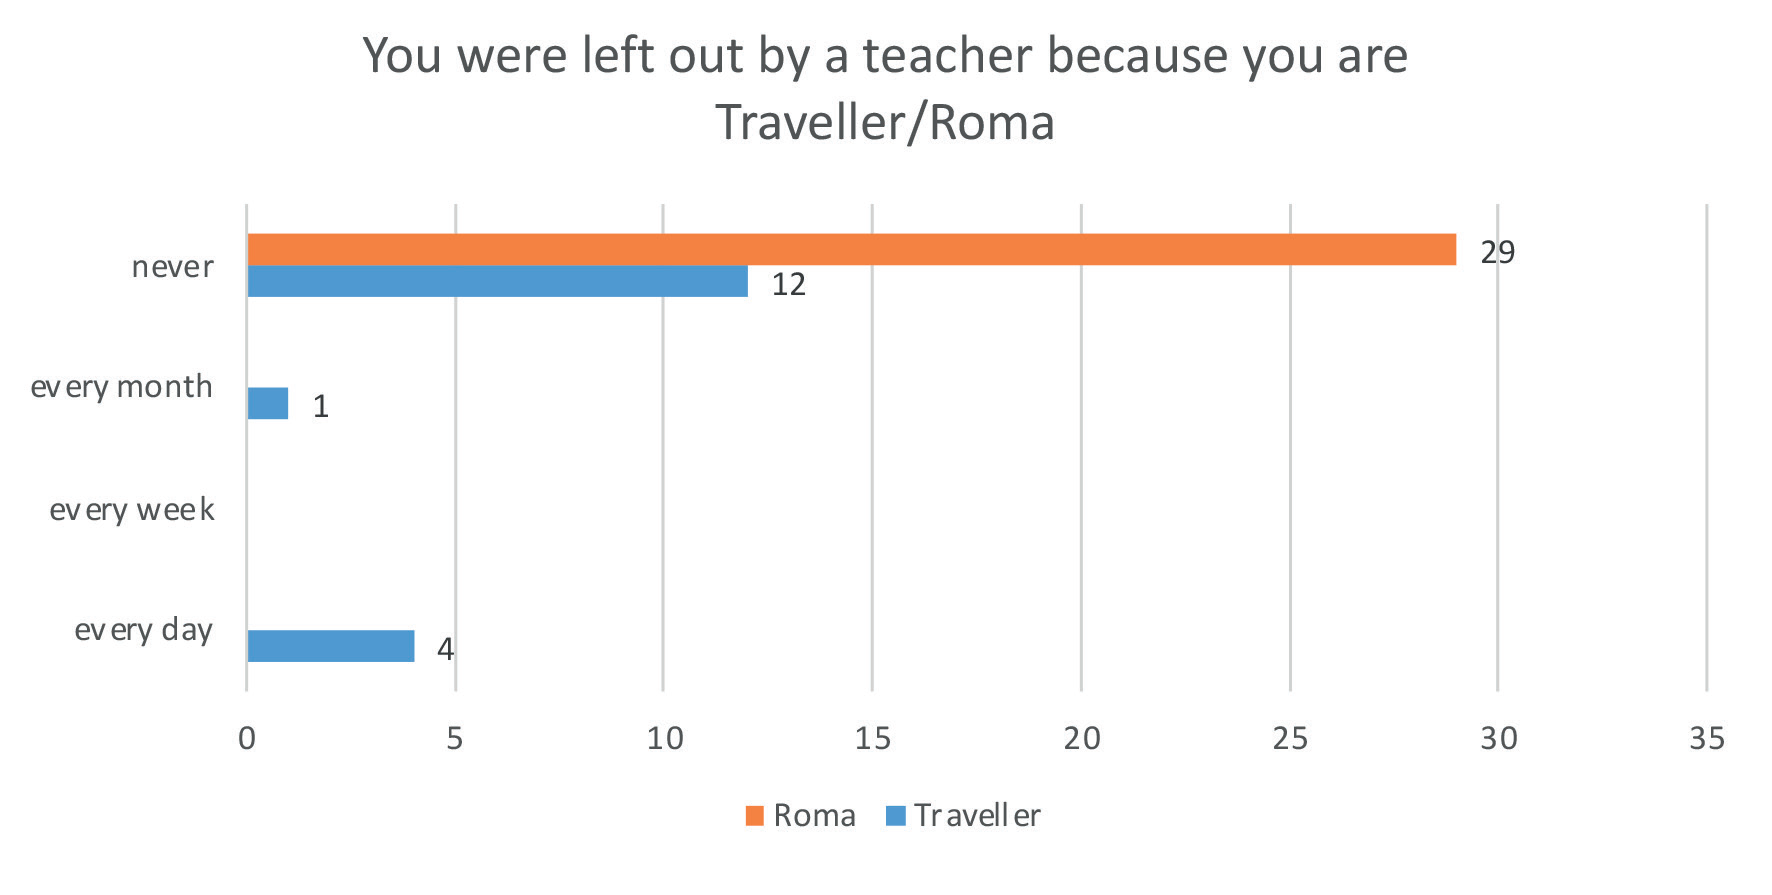 You were left out by a teacher because you are
Traveller/Roma
never
29
12
every month
1
every week
every day
4
0 5 10 15 20 25 30 35
Roma Traveller